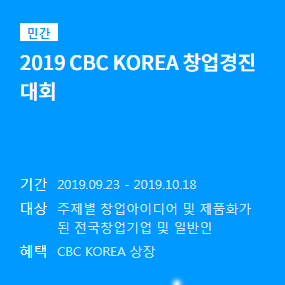 민간
2019 CBC KOREA 창업경진
대회
기간 2019.09.23 - 2019.10.18
대상 주제별 창업아이디어 및 제품화가
된 전국창업기업 및 일반인
혜택 CBC KOREA 상장